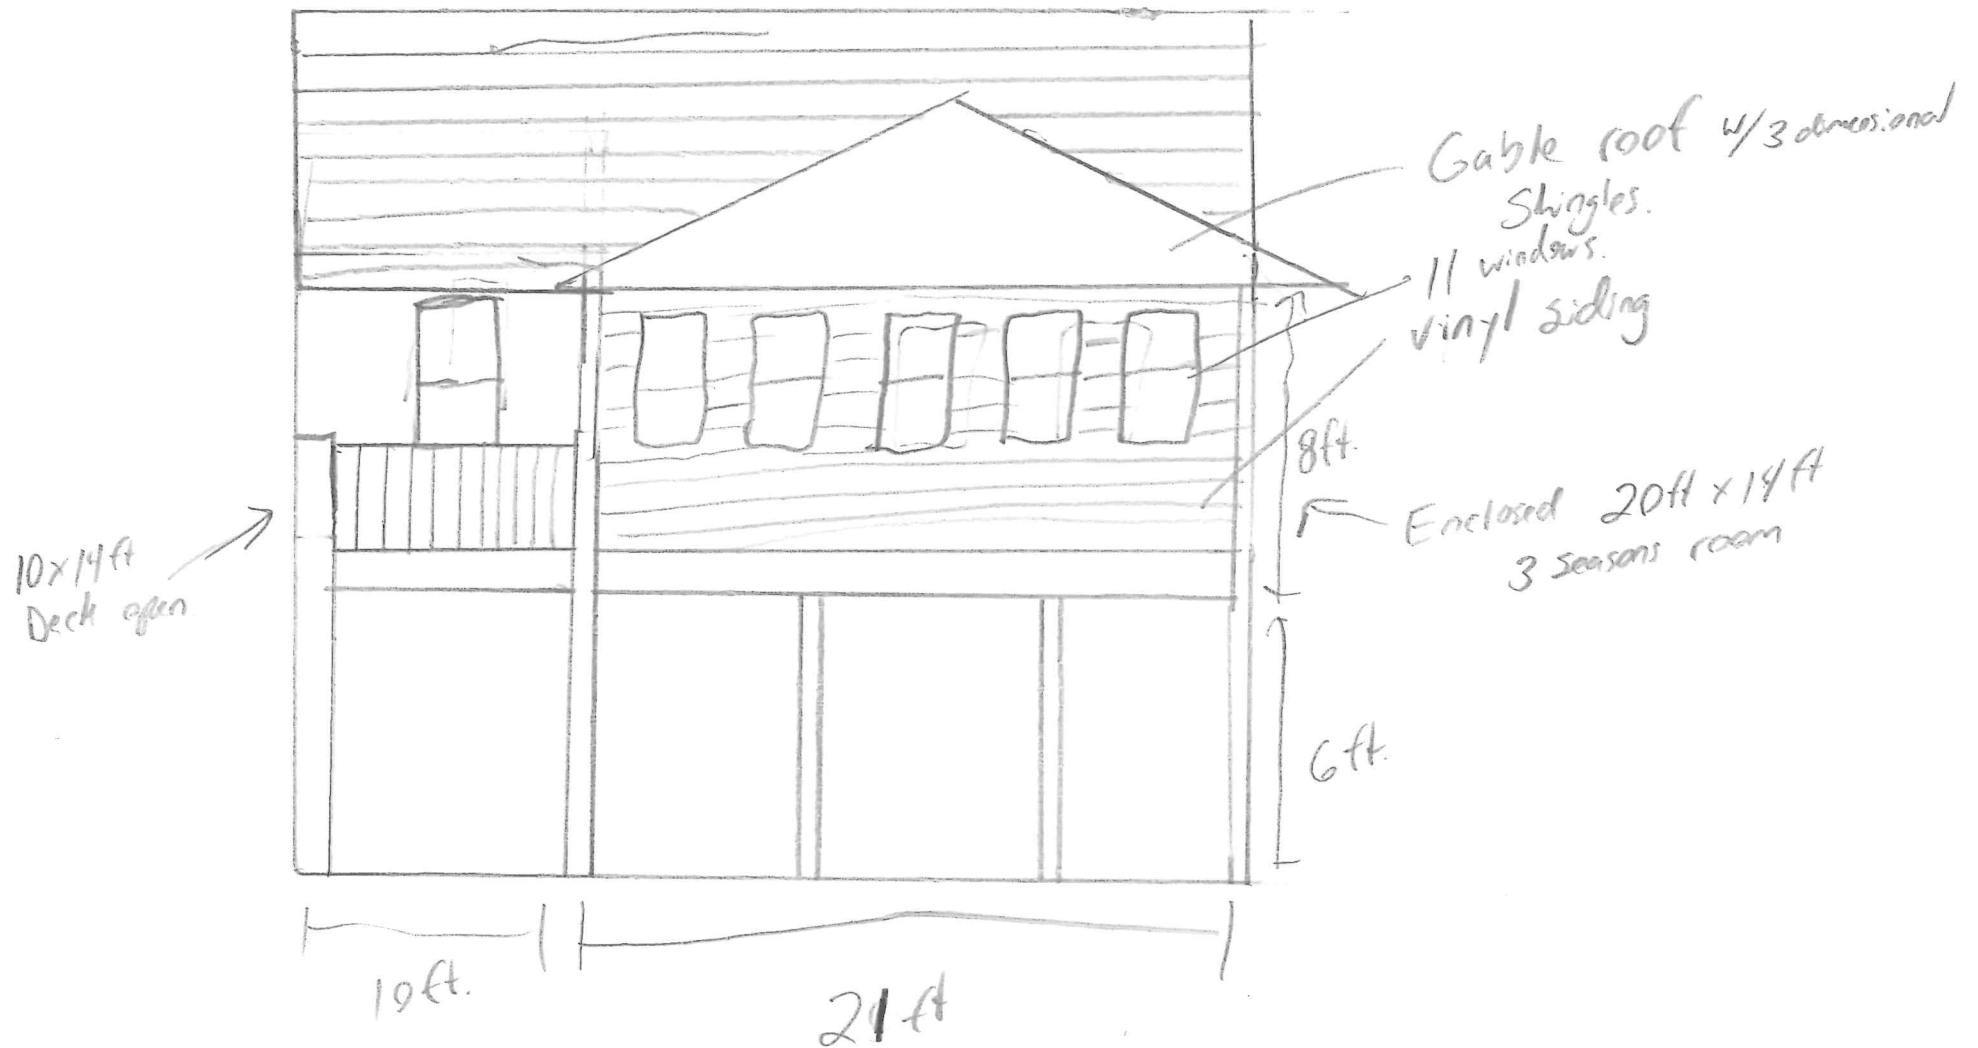 Gable roof w/3 dimensional
Shingles.
11 windows.
vinyl siding
8ft.
Enclosed 20ft x 14ft
3 seasons room
10x14ft
Deck open
6ft.
10ft.
21ft